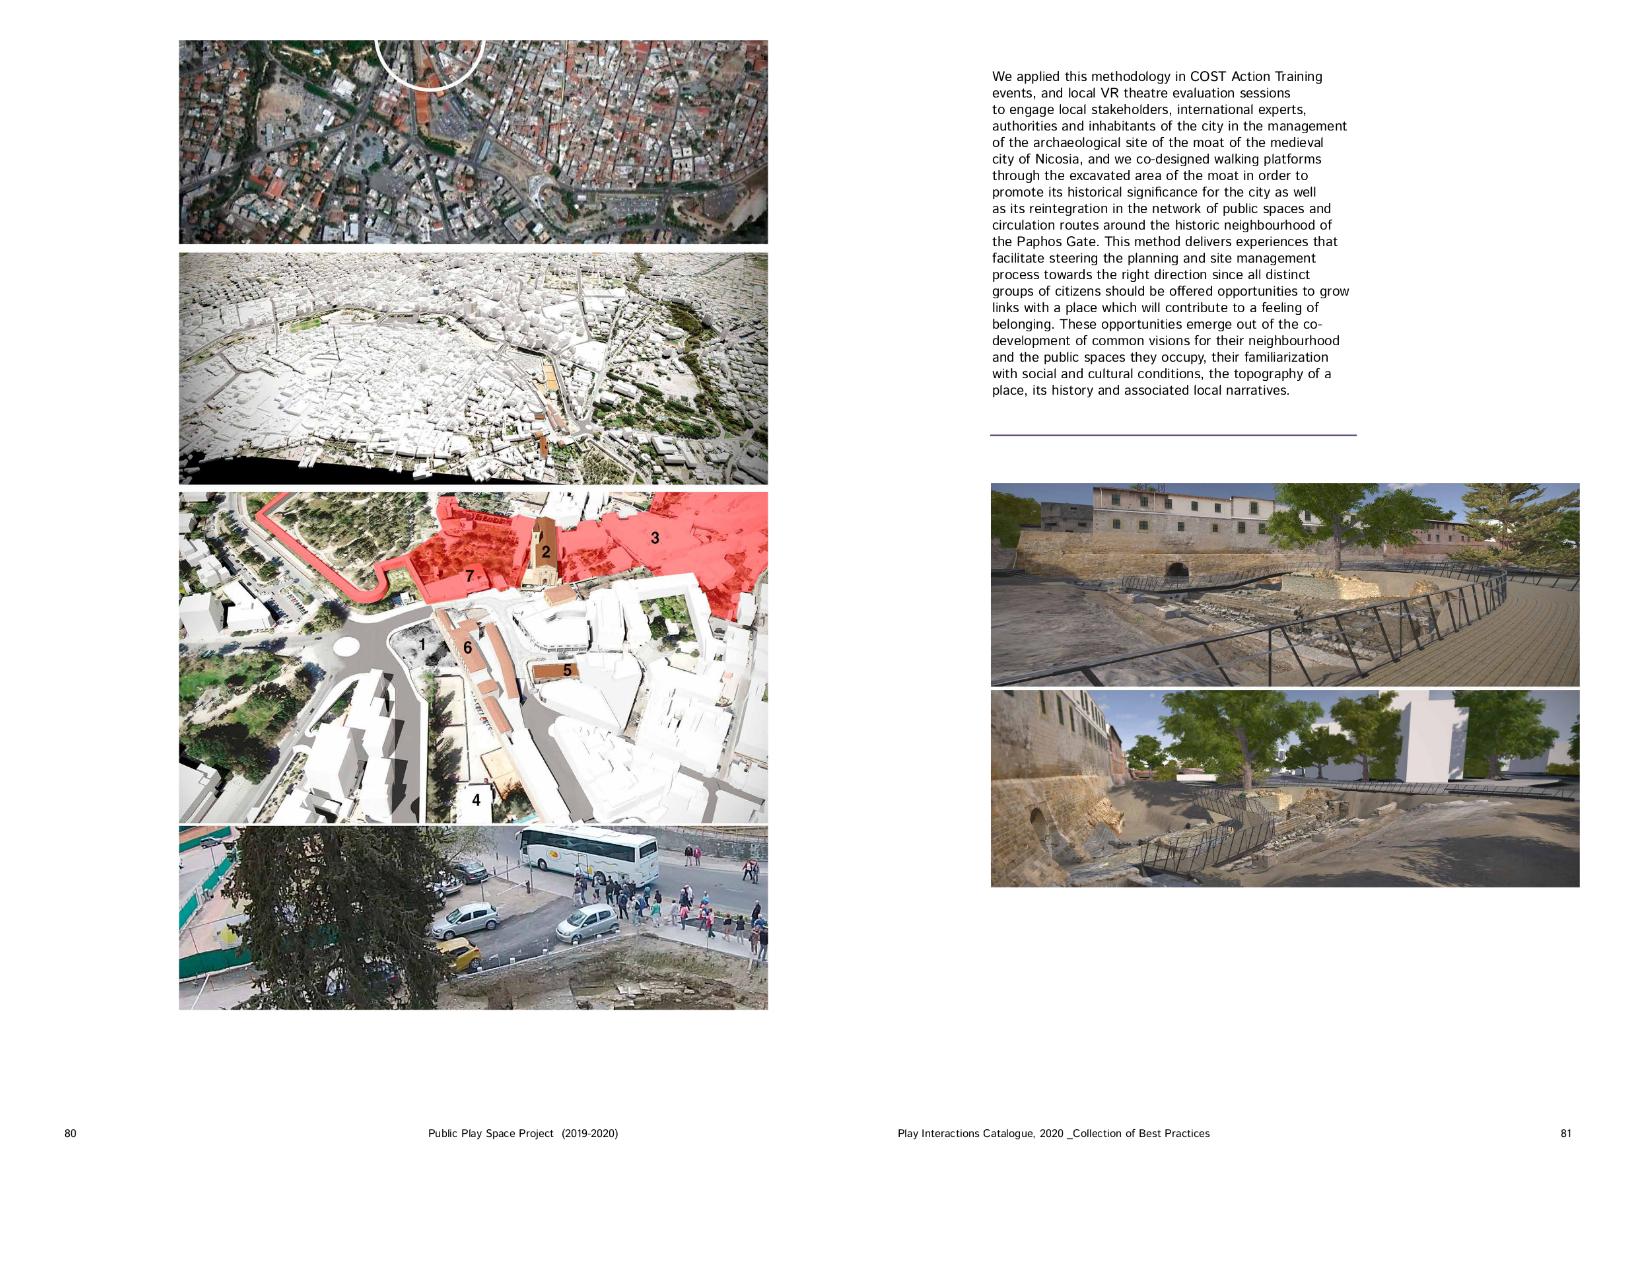 2
3
7
1
6
5
4
80
Public Play Space Project (2019-2020)
We applied this methodology in COST Action Training
events, and local VR theatre evaluation sessions
to engage local stakeholders, international experts,
authorities and inhabitants of the city in the management
of the archaeological site of the moat of the medieval
city of Nicosia, and we co-designed walking platforms
through the excavated area of the moat in order to
promote its historical significance for the city as well
as its reintegration in the network of public spaces and
circulation routes around the historic neighbourhood of
the Paphos Gate. This method delivers experiences that
facilitate steering the planning and site management
process towards the right direction since all distinct
groups of citizens should be offered opportunities to grow
links with a place which will contribute to a feeling of
belonging. These opportunities emerge out of the co-
development of common visions for their neighbourhood
and the public spaces they occupy, their familiarization
with social and cultural conditions, the topography of a
place, its history and associated local narratives.
Play Interactions Catalogue, 2020 _Collection of Best Practices
81